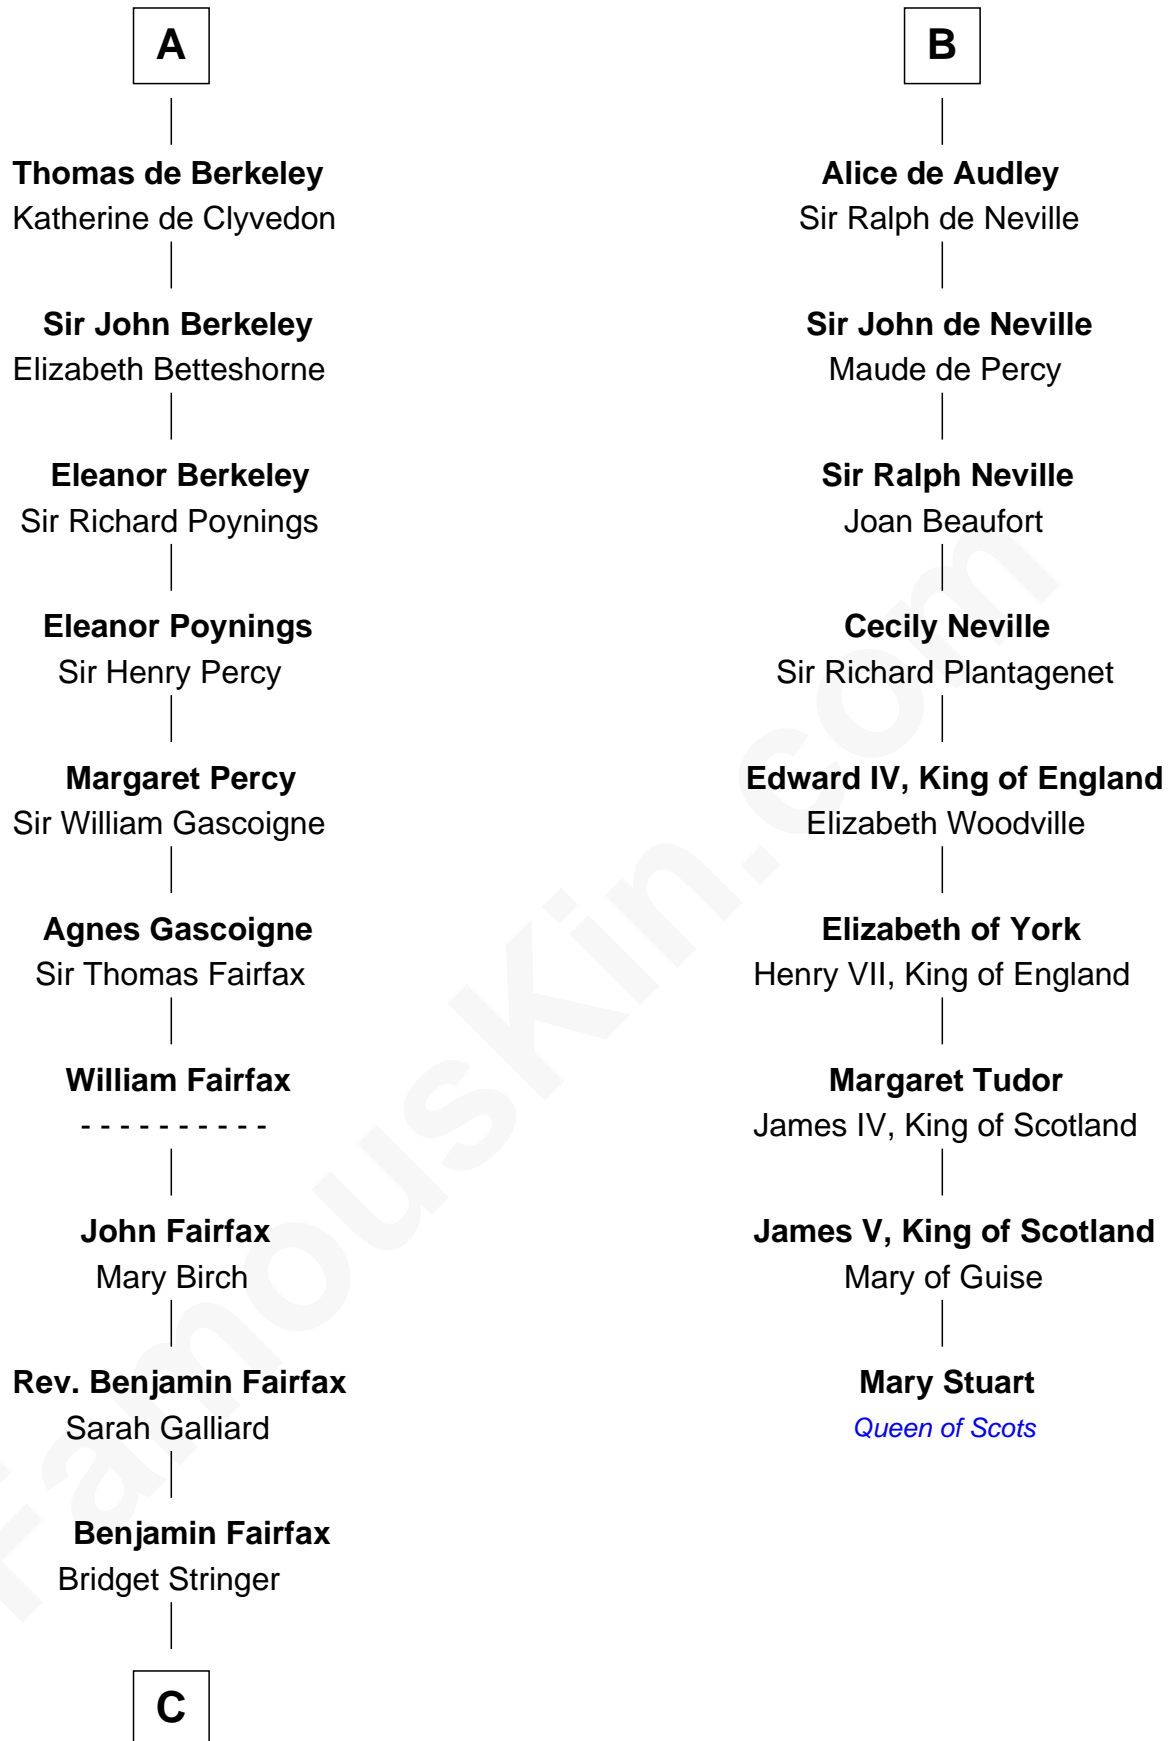 A
Thomas de Berkeley
Katherine de Clyvedon
Sir John Berkeley
Elizabeth Betteshorne
Eleanor Berkeley
Sir Richard Poynings
Eleanor Poynings
Sir Henry Percy
Margaret Percy
Sir William Gascoigne
Agnes Gascoigne
Sir Thomas Fairfax
William Fairfax
- - - - - - - - - -
John Fairfax
Mary Birch
Rev. Benjamin Fairfax
Sarah Galliard
Benjamin Fairfax
Bridget Stringer
C
B
Alice de Audley
Sir Ralph de Neville
Sir John de Neville
Maude de Percy
Sir Ralph Neville
Joan Beaufort
Cecily Neville
Sir Richard Plantagenet
Edward IV, King of England
Elizabeth Woodville
Elizabeth of York
Henry VII, King of England
Margaret Tudor
James IV, King of Scotland
James V, King of Scotland
Mary of Guise
Mary Stuart
Queen of Scots
FamousKin.com